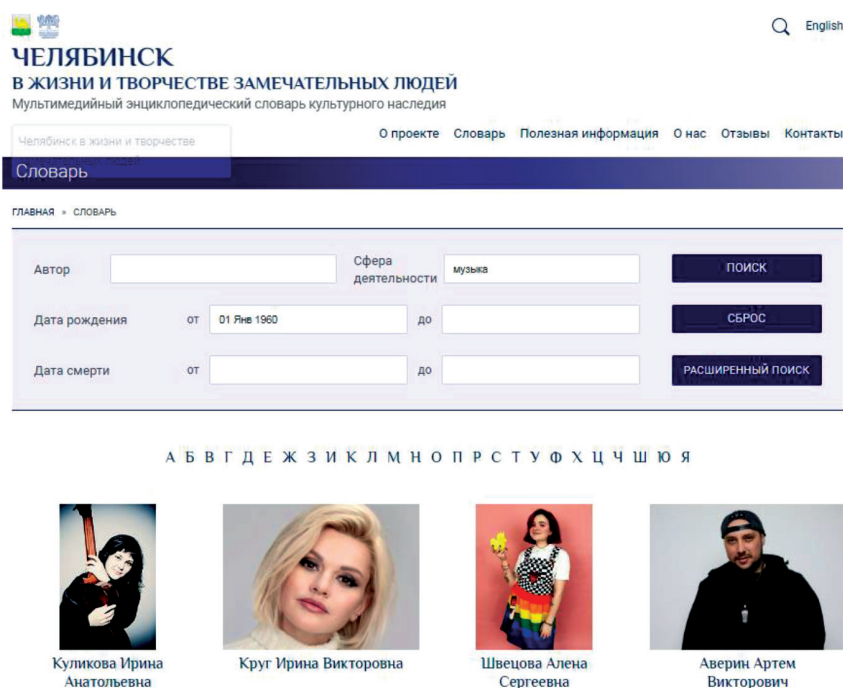 English
ЧЕЛЯБИНСК
В ЖИЗНИ И ТВОРЧЕСТВЕ ЗАМЕЧАТЕЛЬНЫХ ЛЮДЕЙ
Мультимедийный энциклопедический словарь культурного наследия
О проекте Словарь Полезная информация О нас Отзывы Контакты
Челябинск в жизни и творчестве
Словарь
ГЛАВНАЯ » СЛОВАРЬ
Автор Сфера деятельности музыка ПОИСК
Дата рождения от 01 Янв 1960 до СБРОС
Дата смерти от до РАСШИРЕННЫЙ ПОИСК
А Б В Г Д Е Ж З И К Л М Н О П Р С Т У Ф Х Ц Ч Ш Ю Я
Куликова Ирина
Анатольевна
Круг Ирина Викторовна
Швецова Алена
Сергеевна
Аверин Артем
Викторович